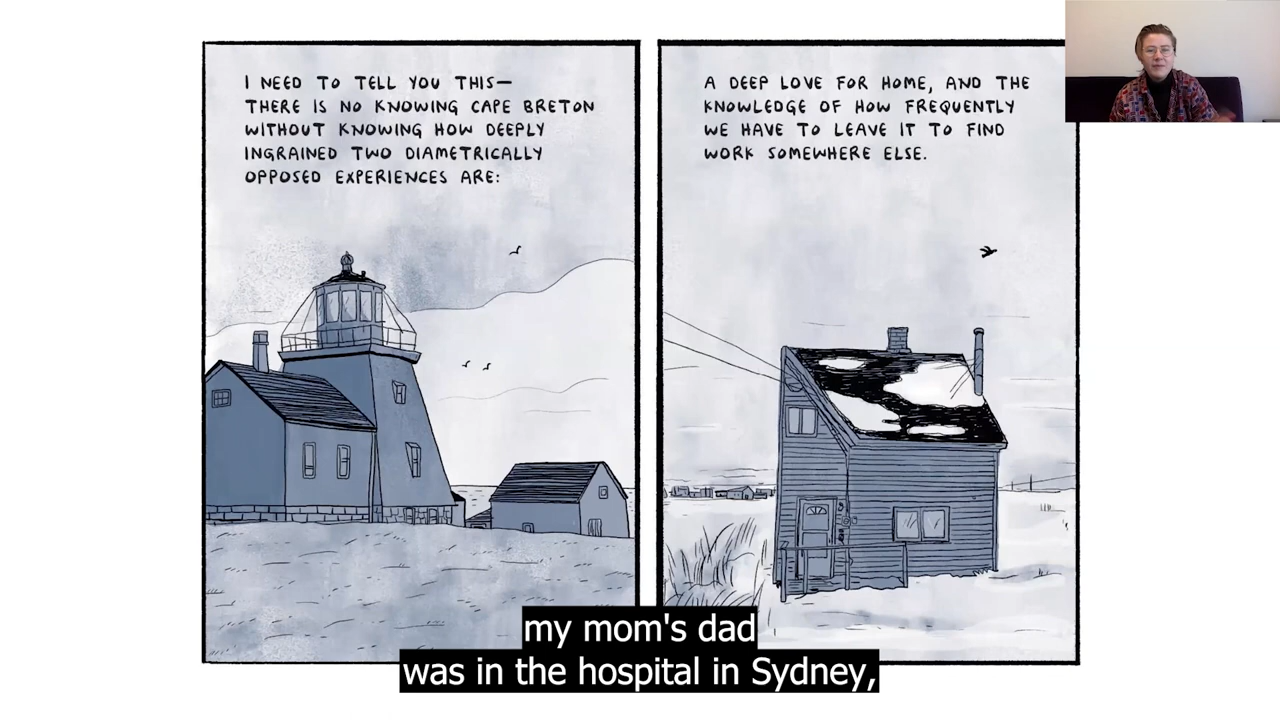 I NEED TO TELL YOU THIS—
THERE IS NO KNOWING CAPE BRETON
WITHOUT KNOWING HOW DEEPLY
INGRAINED TWO DIAMETRICALLY
OPPOSED EXPERIENCES ARE:
A DEEP LOVE FOR HOME, AND THE
KNOWLEDGE OF HOW FREQUENTLY
WE HAVE TO LEAVE IT TO FIND
WORK SOMEWHERE ELSE.
my mom's dad
was in the hospital in Sydney,